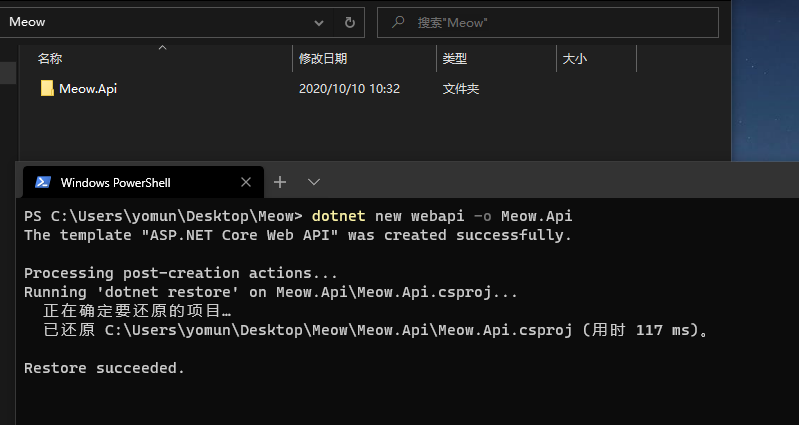 Meow
搜索"Meow"
名称 修改日期 类型 大小
Meow.Api 2020/10/10 10:32 文件夹
Windows PowerShell
PS C:\Users\yomun\Desktop\Meow> dotnet new webapi -o Meow.Api
The template "ASP.NET Core Web API" was created successfully.
Processing post-creation actions...
Running 'dotnet restore' on Meow.Api\Meow.Api.csproj...
正在确定要还原的项目…
已还原 C:\Users\yomun\Desktop\Meow\Meow.Api\Meow.Api.csproj (用时 117 ms)。
Restore succeeded.